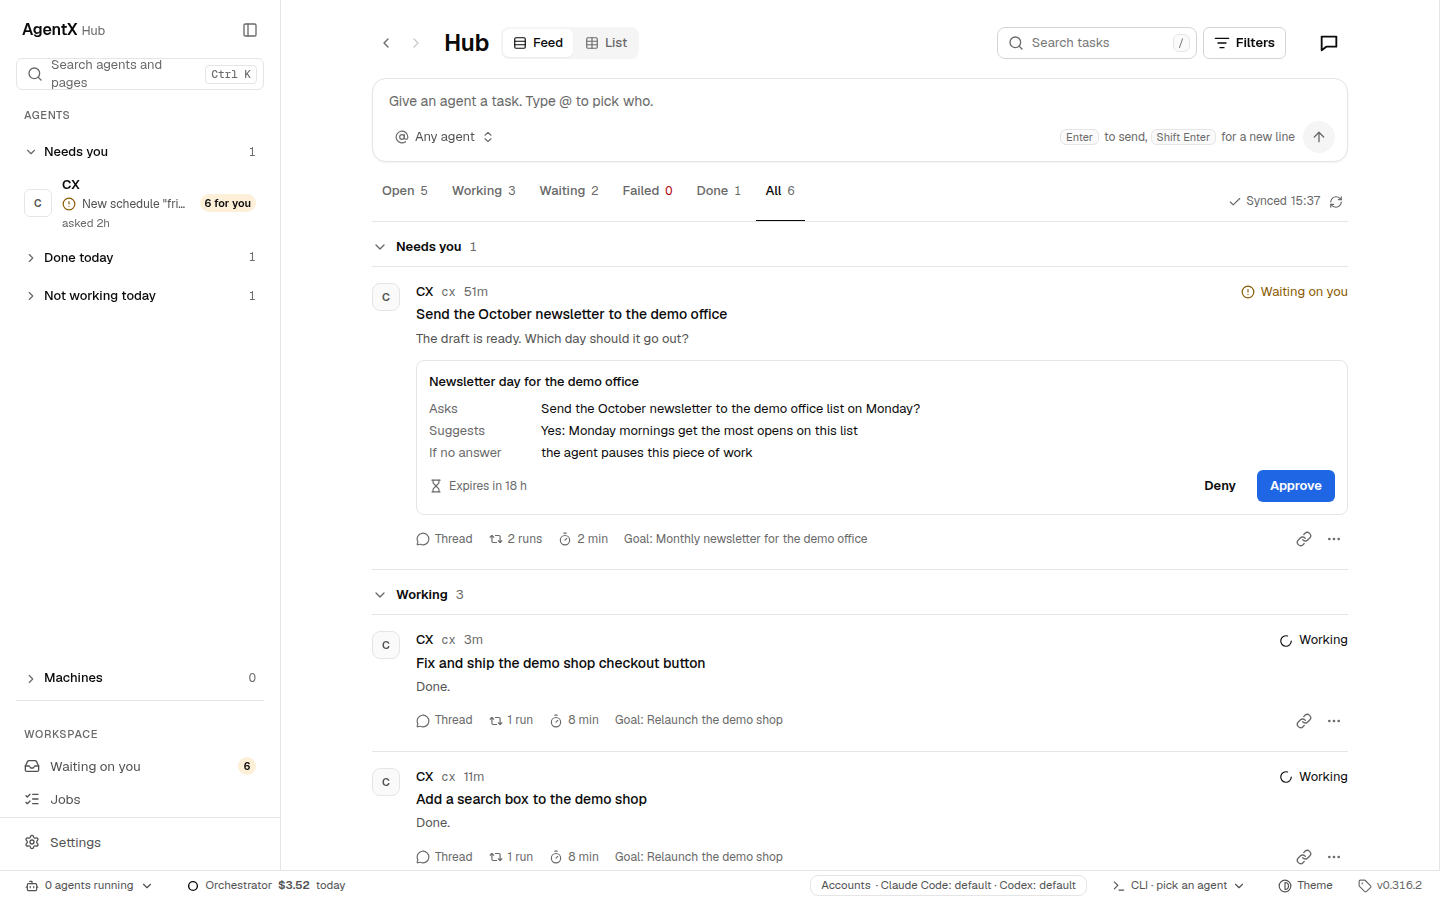 AgentX Hub
Search agents and pages
Ctrl K
AGENTS
Needs you 1
C
CX
New schedule "fri... 6 for you
asked 2h
Done today 1
Not working today 1
Machines 0
WORKSPACE
Waiting on you 6
Jobs
Settings
Hub Feed List
Search tasks /
Filters
Give an agent a task. Type @ to pick who.
@ Any agent
Enter to send, Shift Enter for a new line
Open 5 Working 3 Waiting 2 Failed 0 Done 1 All 6
Synced 15:37
Needs you 1
C
CX cx 51m Waiting on you
Send the October newsletter to the demo office
The draft is ready. Which day should it go out?
Newsletter day for the demo office
Asks Send the October newsletter to the demo office list on Monday?
Suggests Yes: Monday mornings get the most opens on this list
If no answer the agent pauses this piece of work
Expires in 18 h Deny Approve
Thread 2 runs 2 min Goal: Monthly newsletter for the demo office
Working 3
C
CX cx 3m Working
Fix and ship the demo shop checkout button
Done.
Thread 1 run 8 min Goal: Relaunch the demo shop
C
CX cx 11m Working
Add a search box to the demo shop
Done.
Thread 1 run 8 min Goal: Relaunch the demo shop
0 agents running Orchestrator $3.52 today
Accounts · Claude Code: default · Codex: default
CLI · pick an agent Theme v0.316.2